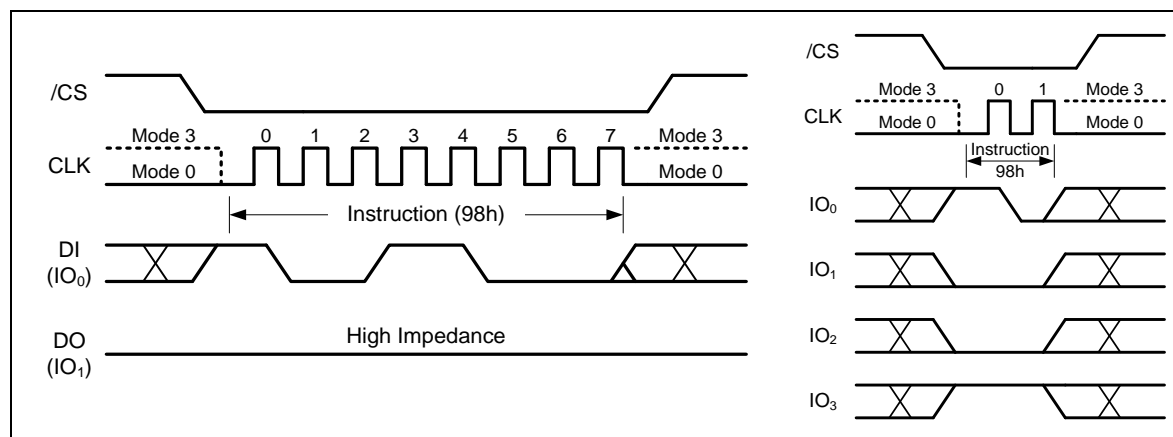 /CS
Mode 3
0 1 2 3 4 5 6 7
Mode 3
CLK
Mode 0
Mode 0
Instruction (98h)
DI
(IO0)
DO
(IO1)
High Impedance
/CS
Mode 3
0 1
Mode 3
CLK
Mode 0
Mode 0
Instruction
98h
IO0
IO1
IO2
IO3